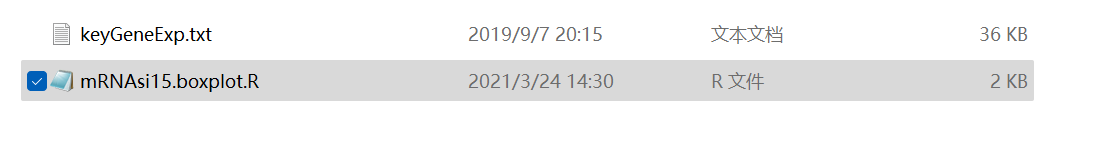 keyGeneExp.txt 2019/9/7 20:15 文本文档 36 KB
mRNAsi15.boxplot.R 2021/3/24 14:30 R 文件 2 KB